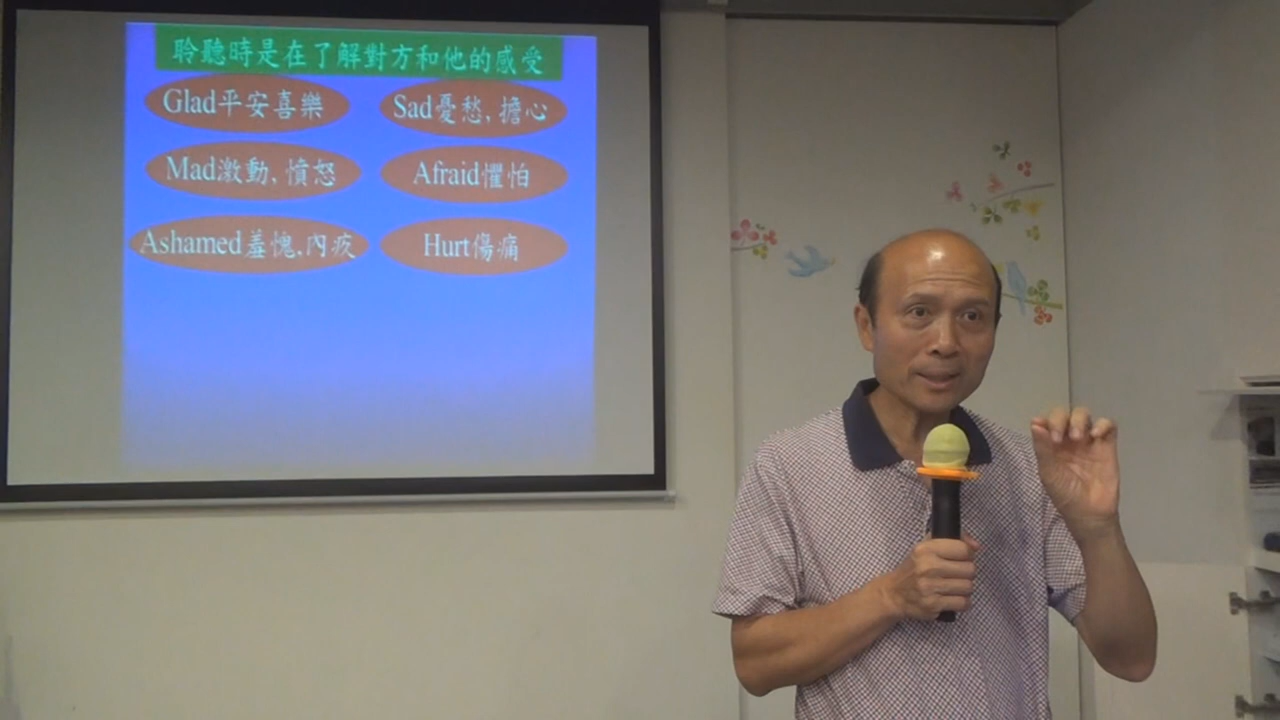 聆聽時是在了解對方和他的感受
Glad平安喜樂
Sad憂愁, 擔心
Mad激動, 憤怒
Afraid懼怕
Ashamed羞愧,內疚
Hurt傷痛